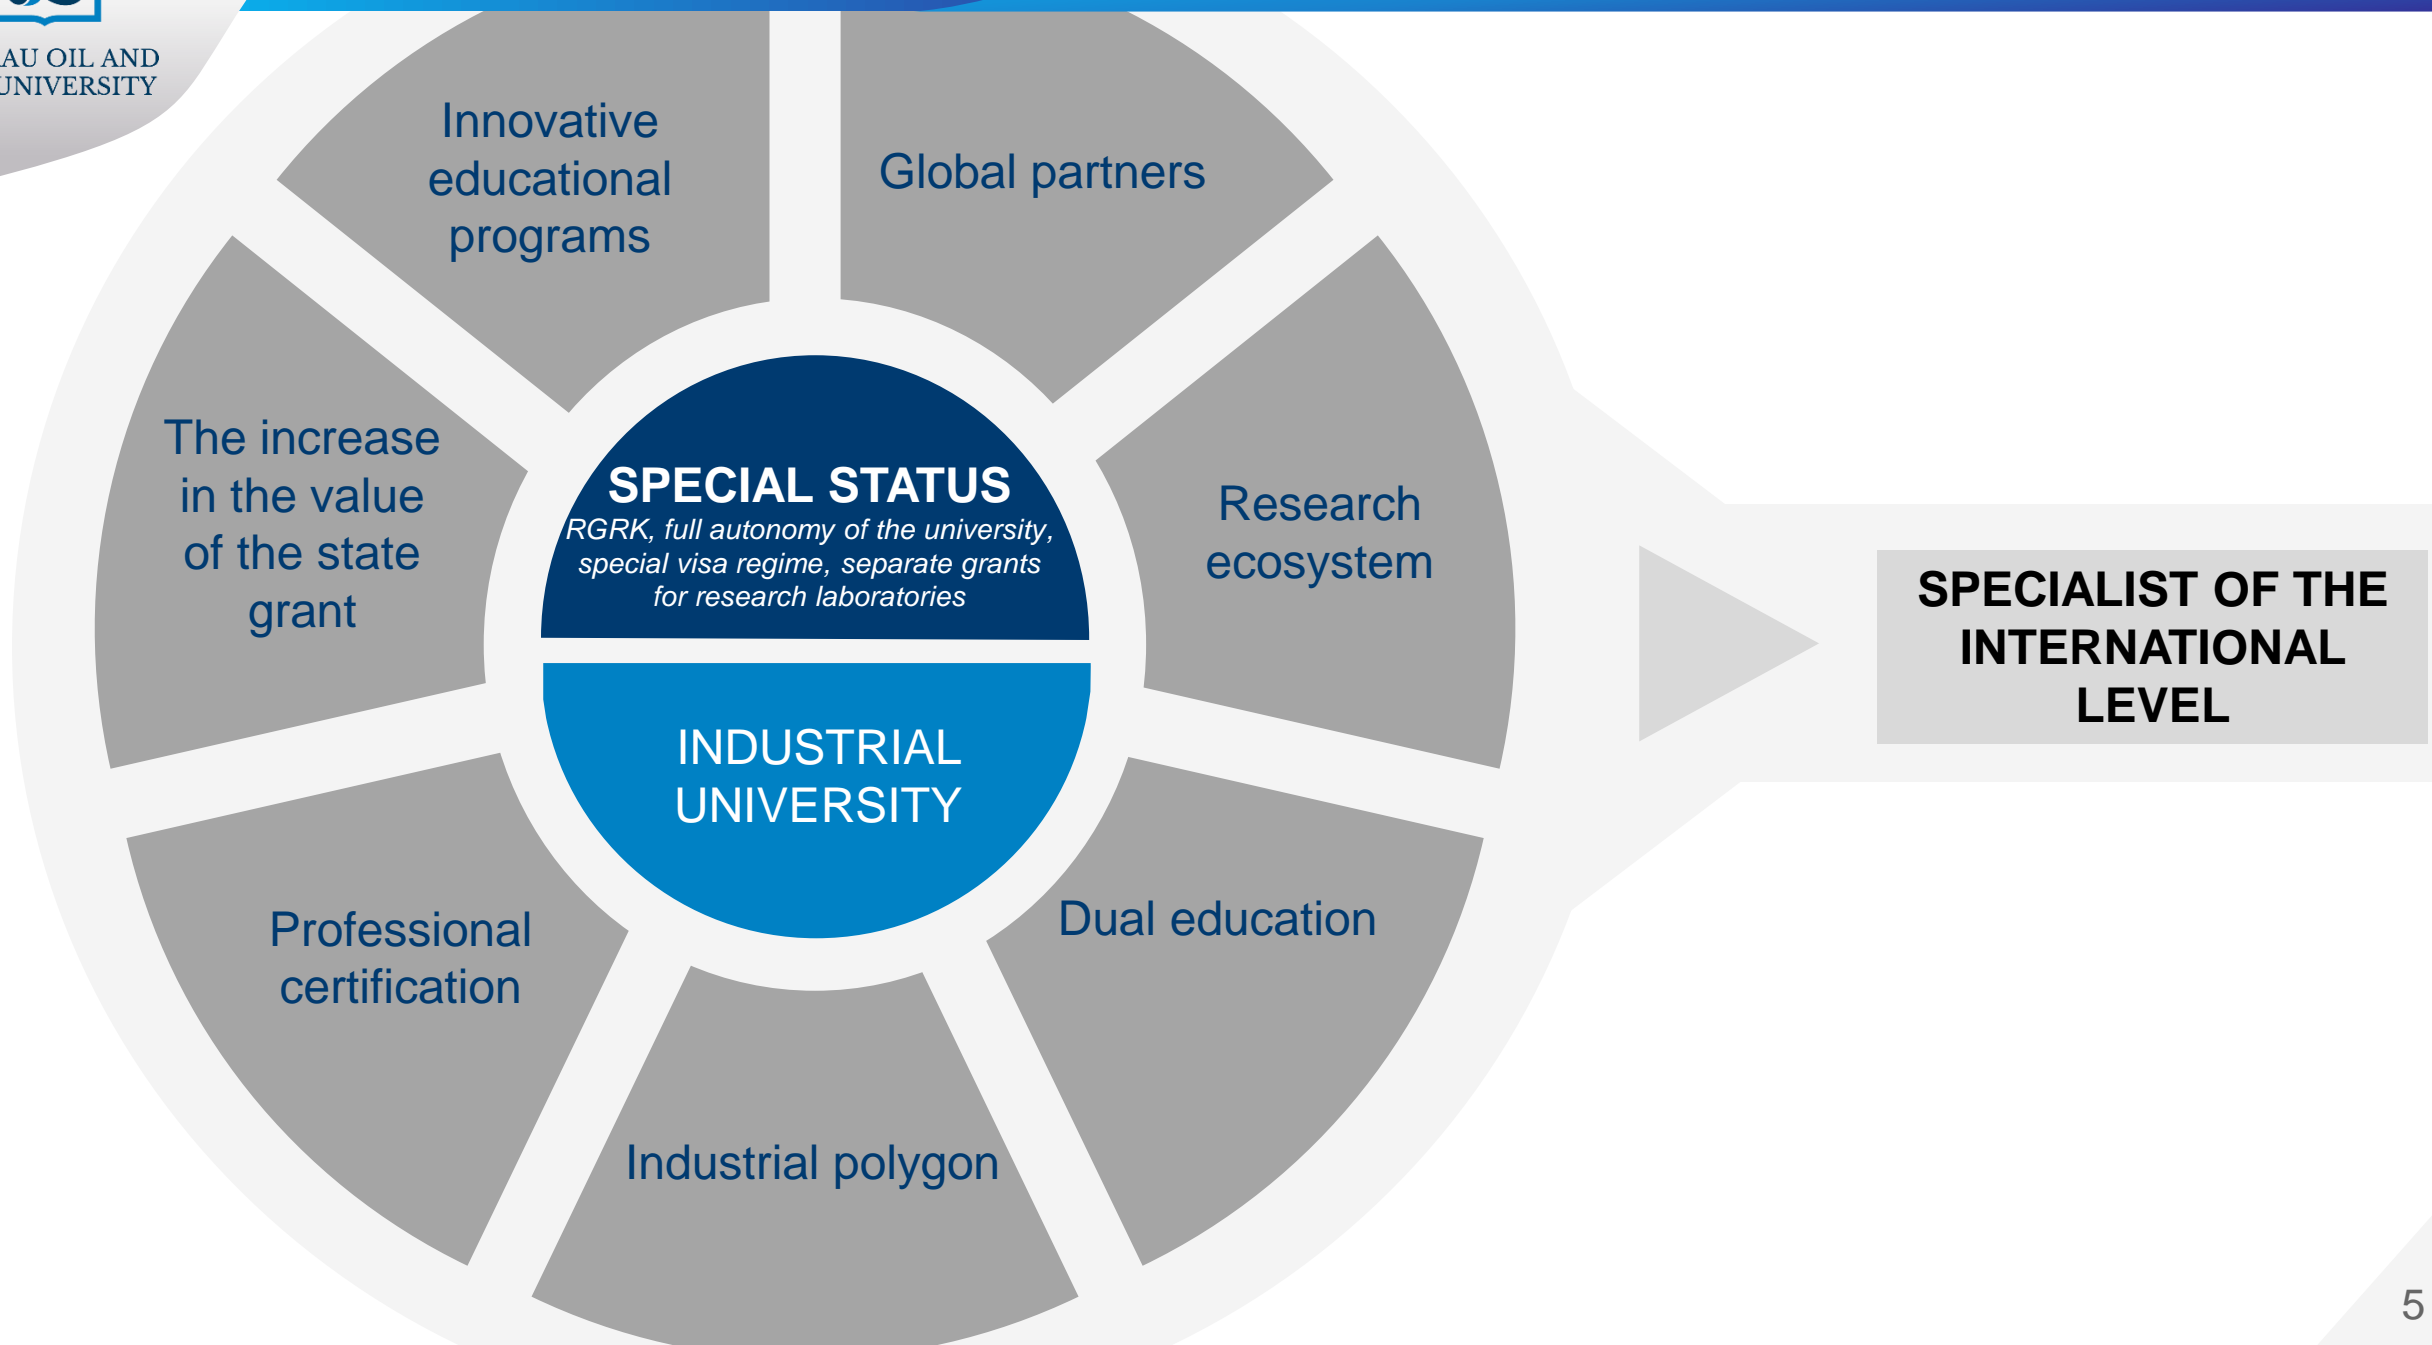 OIL AND
UNIVERSITY
Innovative
educational
programs
Global partners
The increase
in the value
of the state
grant
SPECIAL STATUS
RGRK, full autonomy of the university,
special visa regime, separate grants
for research laboratories
Research
ecosystem
SPECIALIST OF THE
INTERNATIONAL
LEVEL
INDUSTRIAL
UNIVERSITY
Professional
certification
Dual education
Industrial polygon
5